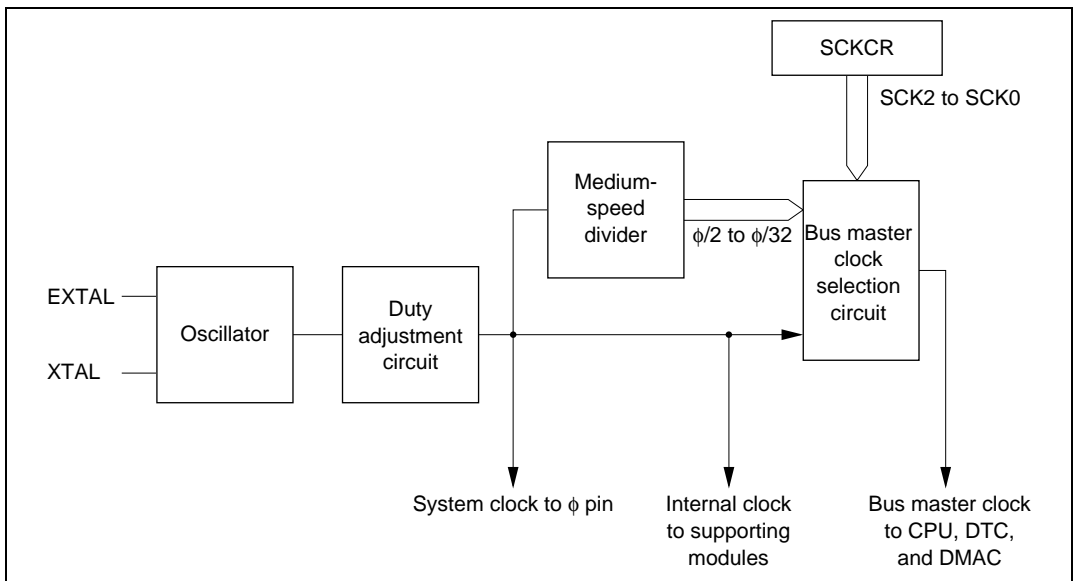 SCKCR
SCK2 to SCK0
Medium-
speed
divider
ϕ/2 to ϕ/32
Bus master
clock
selection
circuit
EXTAL
XTAL
Oscillator
Duty
adjustment
circuit
System clock to ϕ pin
Internal clock
to supporting
modules
Bus master clock
to CPU, DTC,
and DMAC